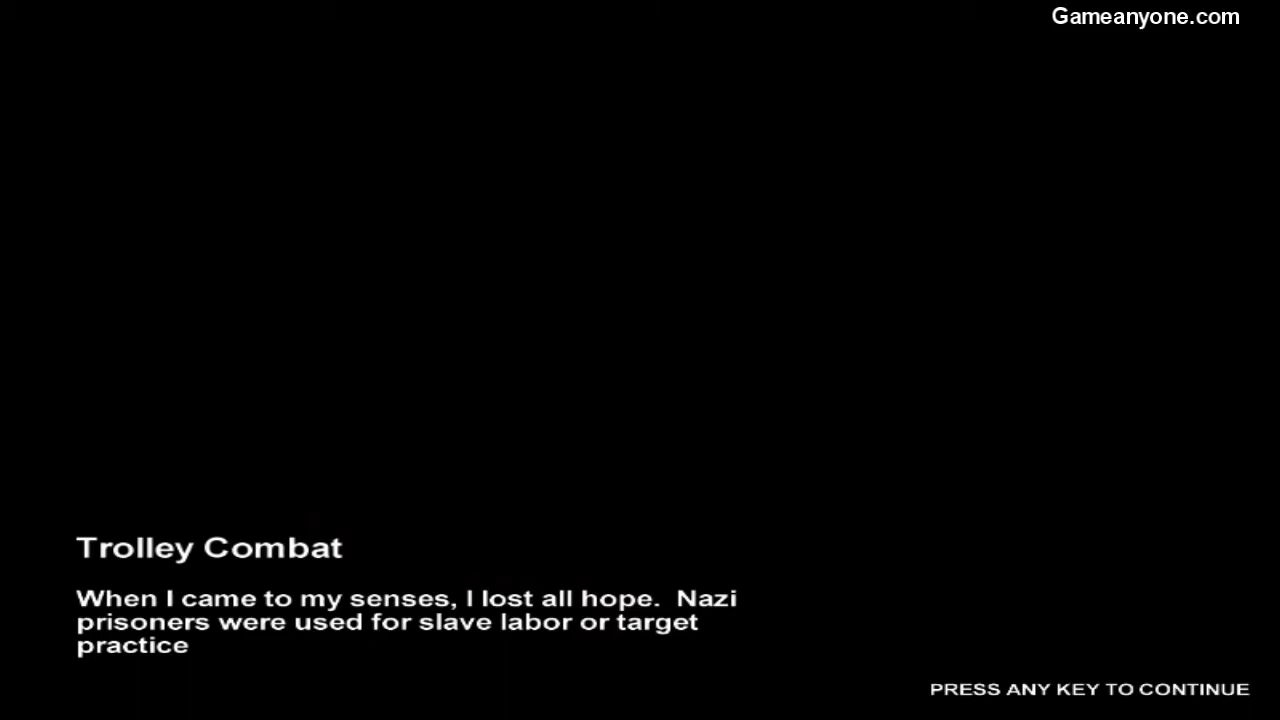 Gameanyone.com
Trolley Combat
When I came to my senses, I lost all hope.  Nazi
prisoners were used for slave labor or target
practice
PRESS ANY KEY TO CONTINUE